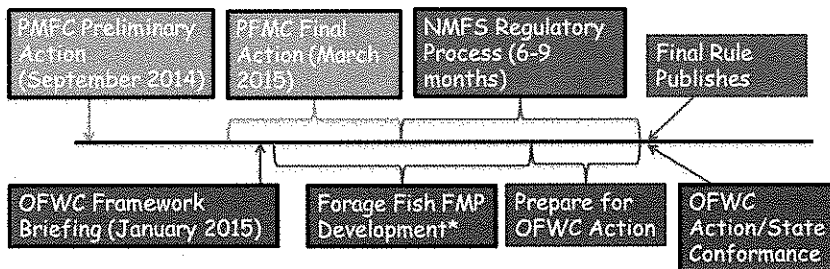 PMFC Preliminary
Action
(September 2014)
PFMC Final
Action (March
2015)
NMFS Regulatory
Process (6-9
months)
Final Rule
Publishes
OFWC Framework
Briefing (January 2015)
Forage Fish FMP
Development*
Prepare for
OFWC Action
OFWC
Action/State
Conformance